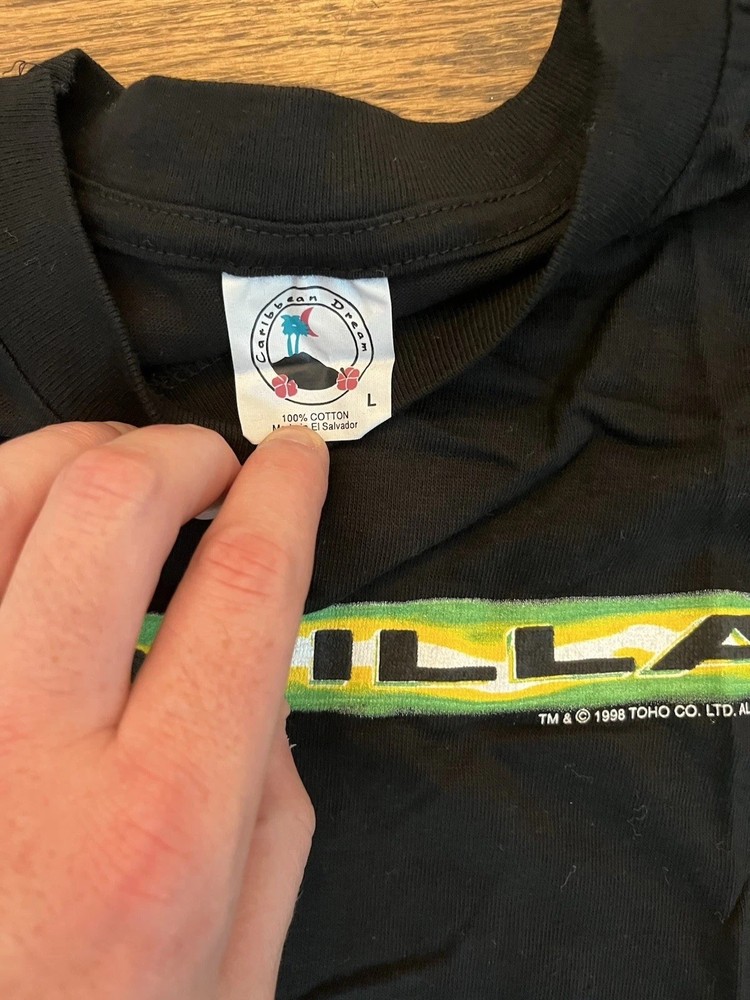 Caribbean Dream
L
100% COTTON
El Salvador
ILLA
TM & © 1998 TOHO CO. LTD.